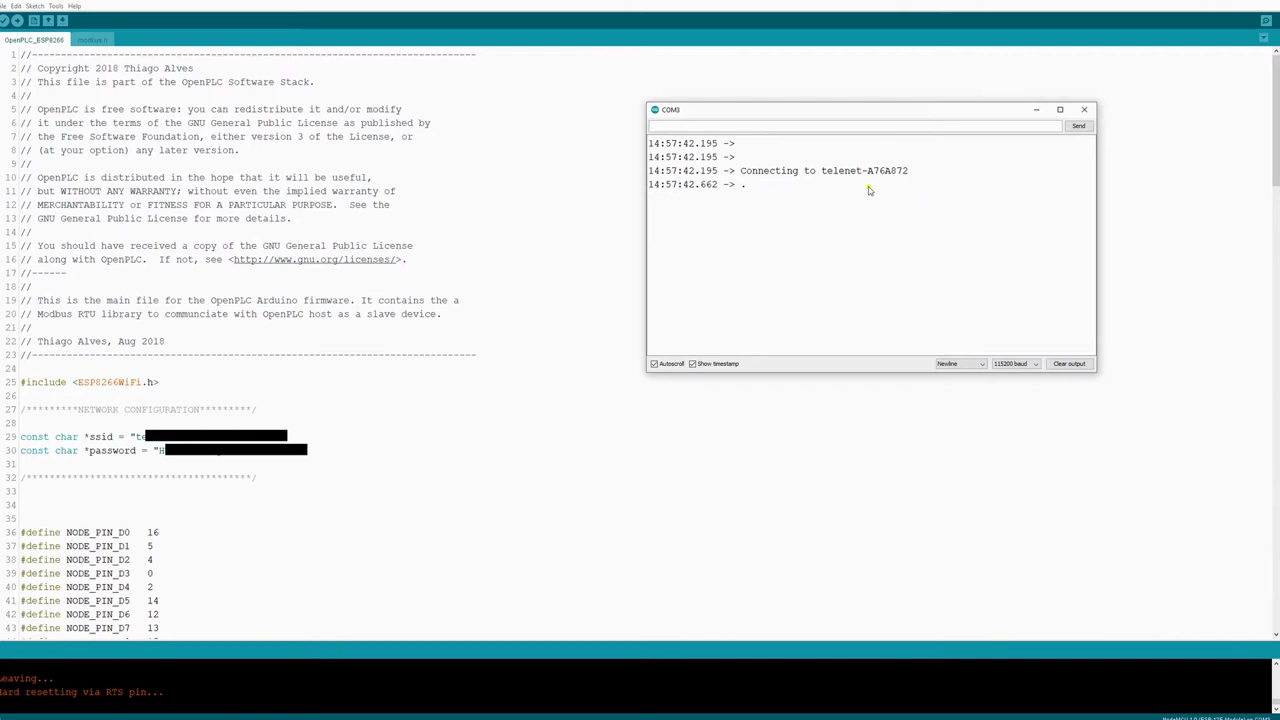 File Edit Sketch Tools Help
OpenPLC_ESP8266 modbus.h
1 //-----------------------------------------------------------------------------
2 // Copyright 2018 Thiago Alves
3 // This file is part of the OpenPLC Software Stack.
4 //
5 // OpenPLC is free software: you can redistribute it and/or modify
6 // it under the terms of the GNU General Public License as published by
7 // the Free Software Foundation, either version 3 of the License, or
8 // (at your option) any later version.
9 //
10 // OpenPLC is distributed in the hope that it will be useful,
11 // but WITHOUT ANY WARRANTY; without even the implied warranty of
12 // MERCHANTABILITY or FITNESS FOR A PARTICULAR PURPOSE.  See the
13 // GNU General Public License for more details.
14 //
15 // You should have received a copy of the GNU General Public License
16 // along with OpenPLC.  If not, see <http://www.gnu.org/licenses/>.
17 //------
18 //
19 // This is the main file for the OpenPLC Arduino firmware. It contains the a
20 // Modbus RTU library to communciate with OpenPLC host as a slave device.
21 //
22 // Thiago Alves, Aug 2018
23 //-----------------------------------------------------------------------------
24
25 #include <ESP8266WiFi.h>
26
27 /*********NETWORK CONFIGURATION*********/
28
29 const char *ssid = "te
30 const char *password = "H
31
32 /***************************************/
33
34
35
36 #define NODE_PIN_D0   16
37 #define NODE_PIN_D1   5
38 #define NODE_PIN_D2   4
39 #define NODE_PIN_D3   0
40 #define NODE_PIN_D4   2
41 #define NODE_PIN_D5   14
42 #define NODE_PIN_D6   12
43 #define NODE_PIN_D7   13
COM3
Send
14:57:42.195 ->
14:57:42.195 ->
14:57:42.195 -> Connecting to telenet-A76A872
14:57:42.662 -> .
Autoscroll Show timestamp Newline 115200 baud Clear output
Leaving...
Hard resetting via RTS pin...